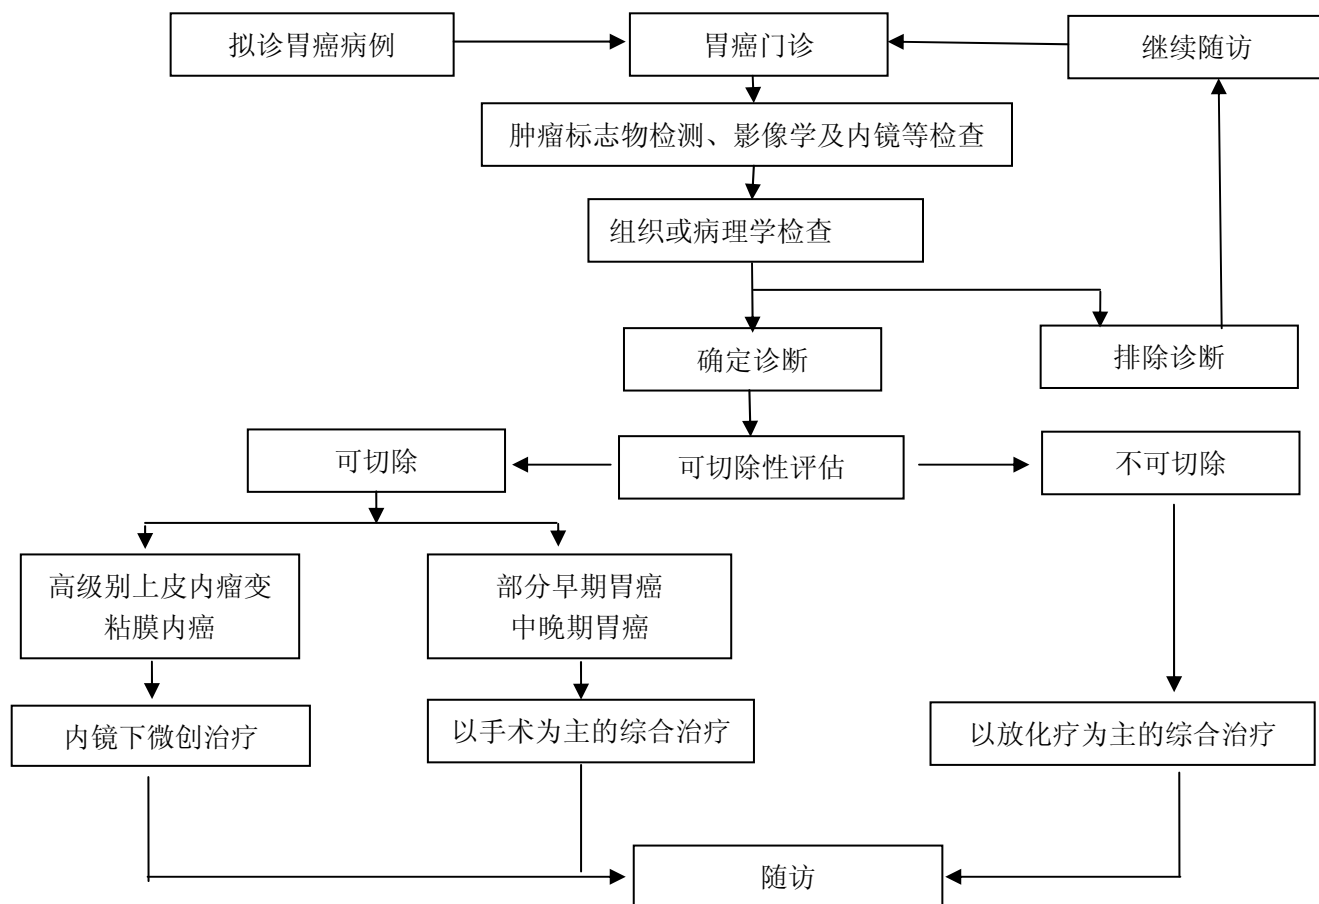 拟诊胃癌病例
胃癌门诊
继续随访
肿瘤标志物检测、影像学及内镜等检查
组织或病理学检查
确定诊断
排除诊断
可切除
可切除性评估
不可切除
高级别上皮内瘤变
粘膜内癌
部分早期胃癌
中晚期胃癌
内镜下微创治疗
以手术为主的综合治疗
以放化疗为主的综合治疗
随访